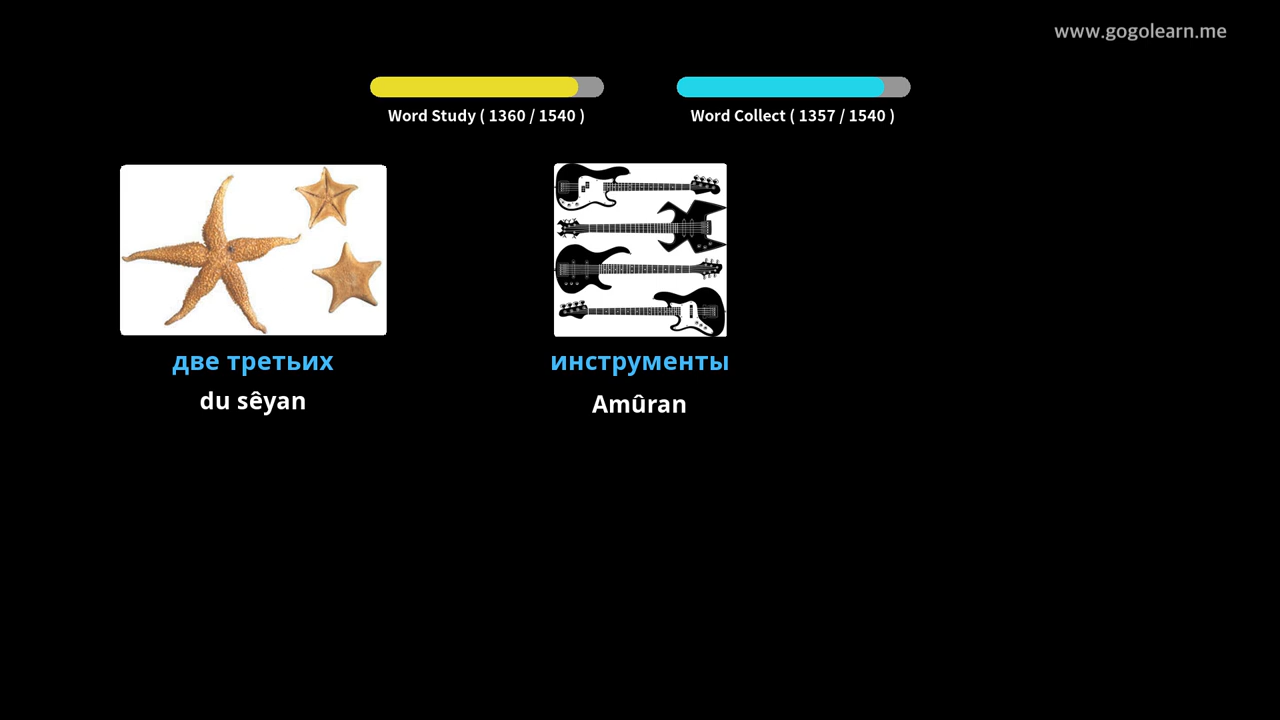 www.gogolearn.me
Word Study ( 1360 / 1540 )
Word Collect ( 1357 / 1540 )
две третьих
du sêyan
инструменты
Amûran